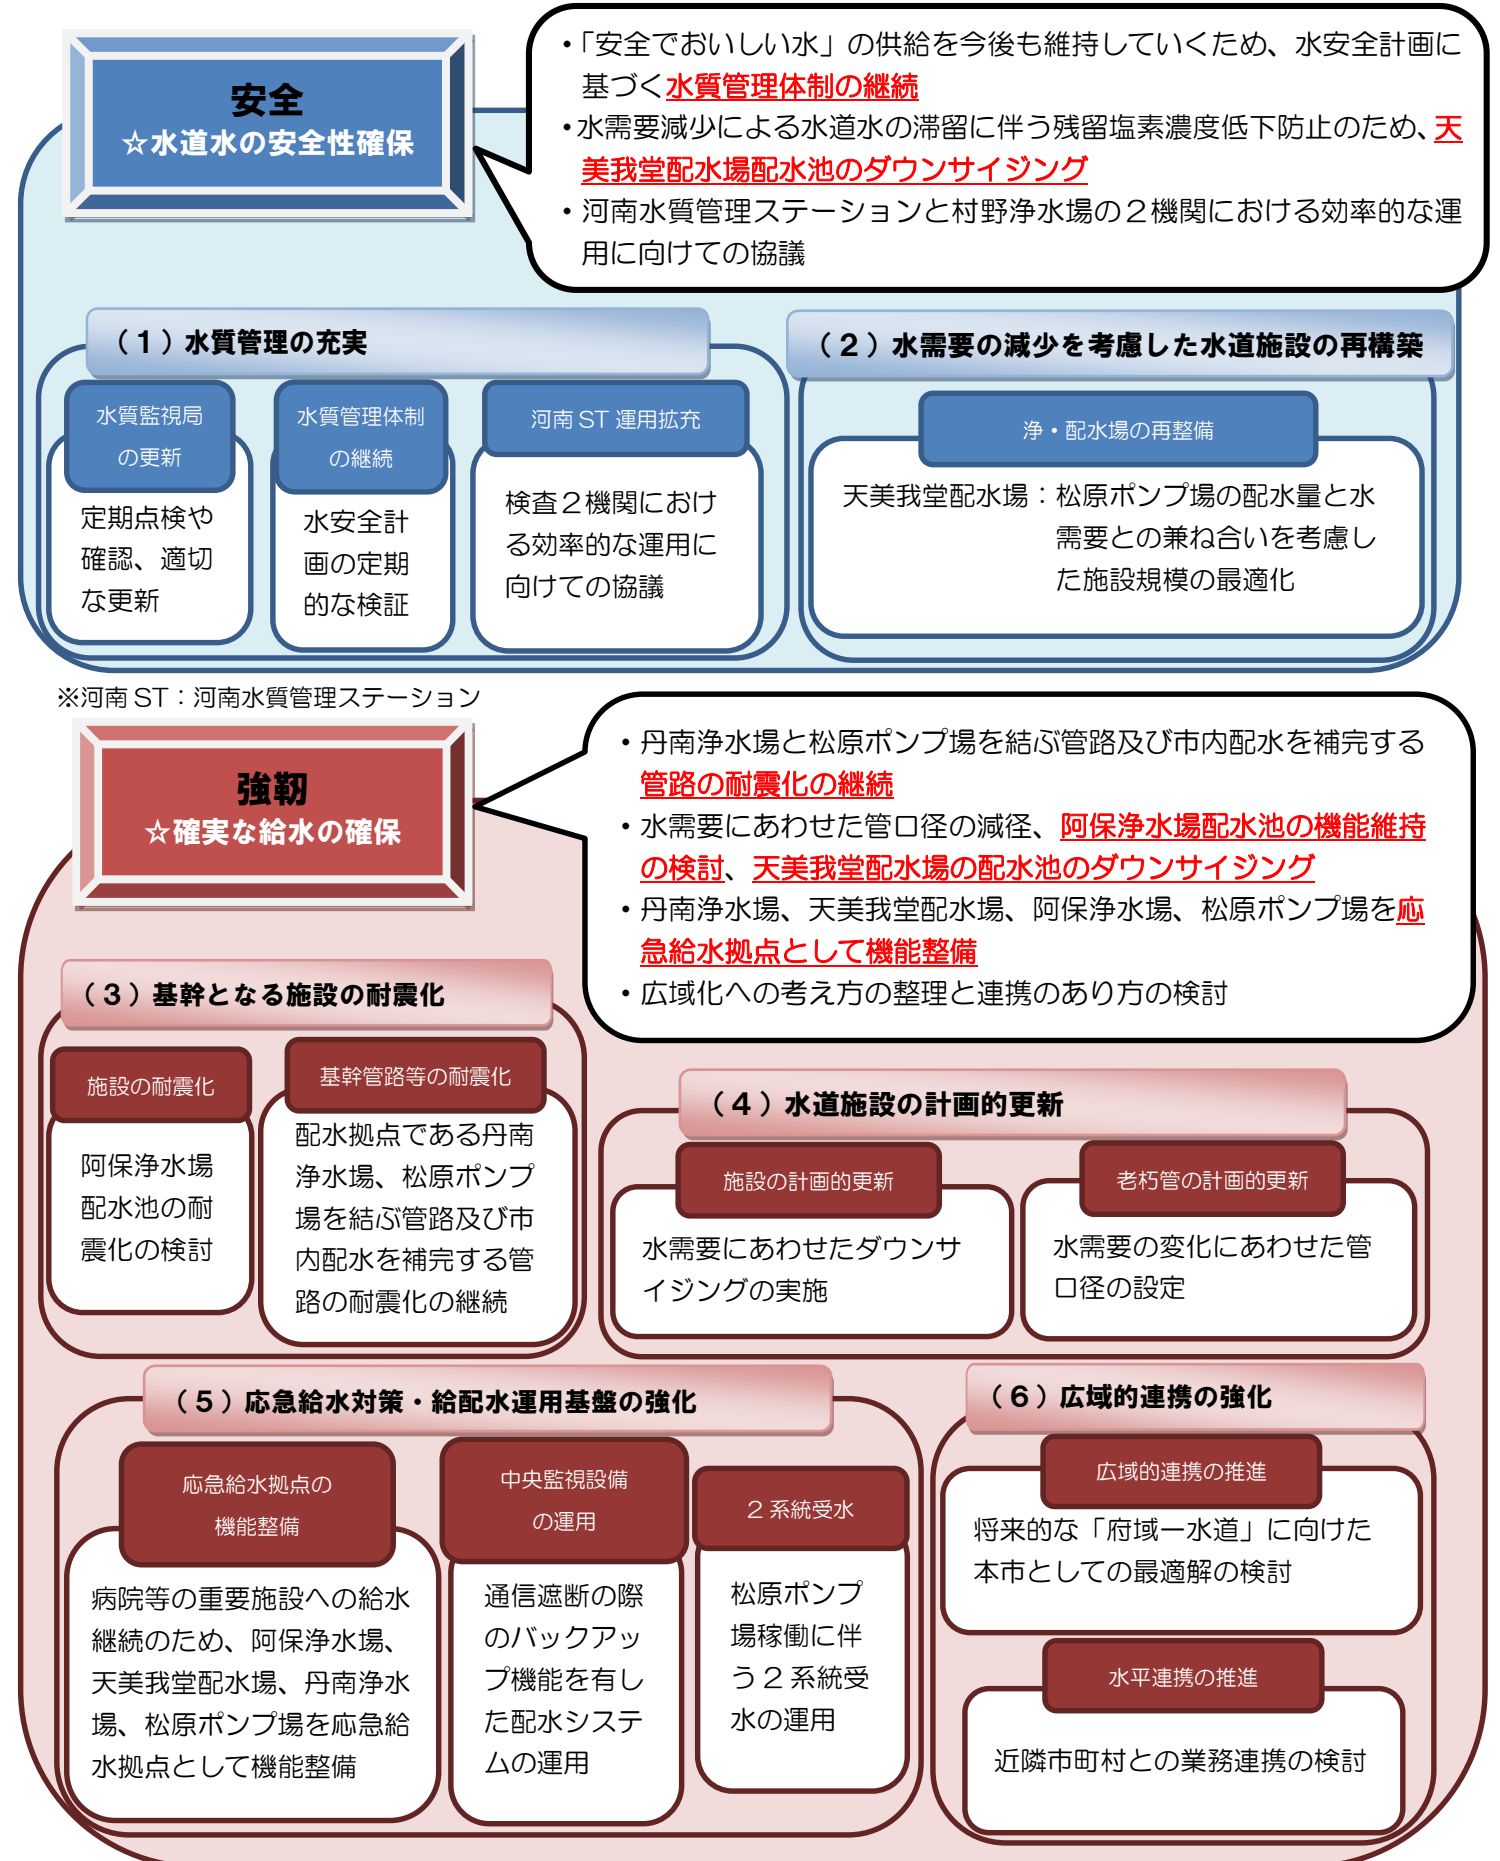 安全
☆水道水の安全性確保
・「安全でおいしい水」の供給を今後も維持していくため、水安全計画に
基づく水質管理体制の継続
・水需要減少による水道水の滞留に伴う残留塩素濃度低下防止のため、天
美我堂配水場配水池のダウンサイジング
・河南水質管理ステーションと村野浄水場の２機関における効率的な運
用に向けての協議
（１）水質管理の充実
水質監視局
の更新
定期点検や
確認、適切
な更新
水質管理体制
の継続
水安全計
画の定期
的な検証
河南 ST 運用拡充
検査２機関におけ
る効率的な運用に
向けての協議
（２）水需要の減少を考慮した水道施設の再構築
浄・配水場の再整備
天美我堂配水場：松原ポンプ場の配水量と水
需要との兼ね合いを考慮し
た施設規模の最適化
※河南 ST：河南水質管理ステーション
強靭
☆確実な給水の確保
・丹南浄水場と松原ポンプ場を結ぶ管路及び市内配水を補完する
管路の耐震化の継続
・水需要にあわせた管口径の減径、阿保浄水場配水池の機能維持
の検討、天美我堂配水場の配水池のダウンサイジング
・丹南浄水場、天美我堂配水場、阿保浄水場、松原ポンプ場を応
急給水拠点として機能整備
・広域化への考え方の整理と連携のあり方の検討
（３）基幹となる施設の耐震化
施設の耐震化
阿保浄水場
配水池の耐
震化の検討
基幹管路等の耐震化
配水拠点である丹南
浄水場、松原ポンプ
場を結ぶ管路及び市
内配水を補完する管
路の耐震化の継続
（４）水道施設の計画的更新
施設の計画的更新
水需要にあわせたダウンサ
イジングの実施
老朽管の計画的更新
水需要の変化にあわせた管
口径の設定
（５）応急給水対策・給配水運用基盤の強化
応急給水拠点の
機能整備
病院等の重要施設への給水
継続のため、阿保浄水場、
天美我堂配水場、丹南浄水
場、松原ポンプ場を応急給
水拠点として機能整備
中央監視設備
の運用
通信遮断の際
のバックアッ
プ機能を有し
た配水システ
ムの運用
２系統受水
松原ポンプ
場稼働に伴
う２系統受
水の運用
（６）広域的連携の強化
広域的連携の推進
将来的な「府域一水道」に向けた
本市としての最適解の検討
水平連携の推進
近隣市町村との業務連携の検討